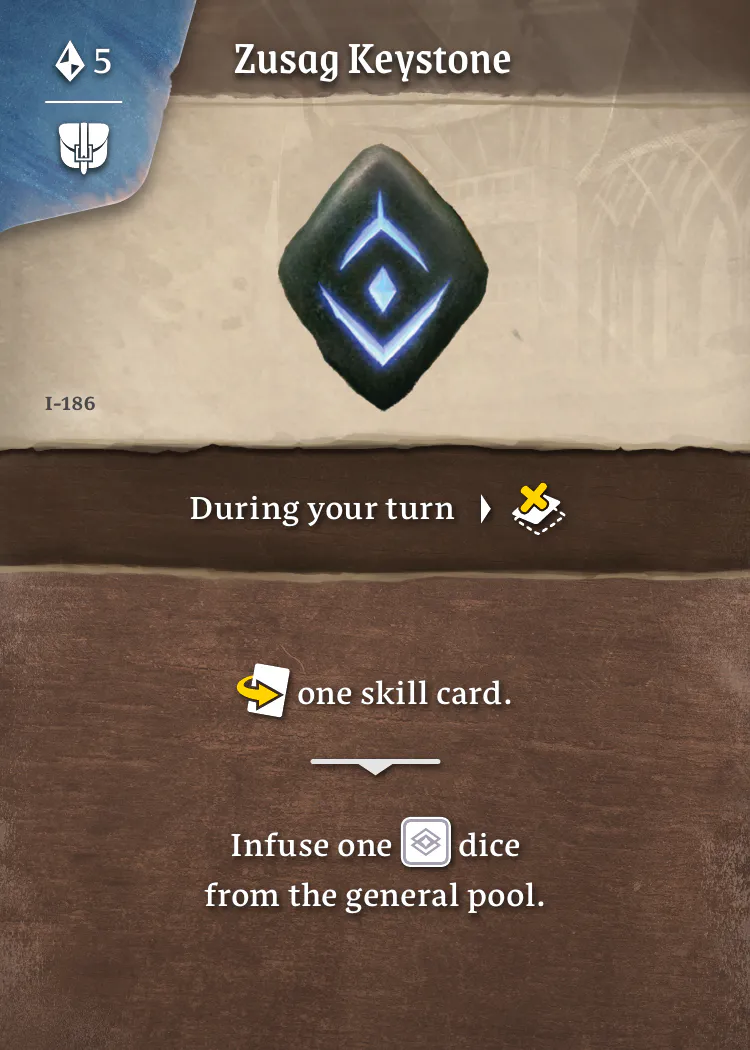 5
Zusag Keystone
I-186
During your turn
one skill card.
Infuse one dice
from the general pool.